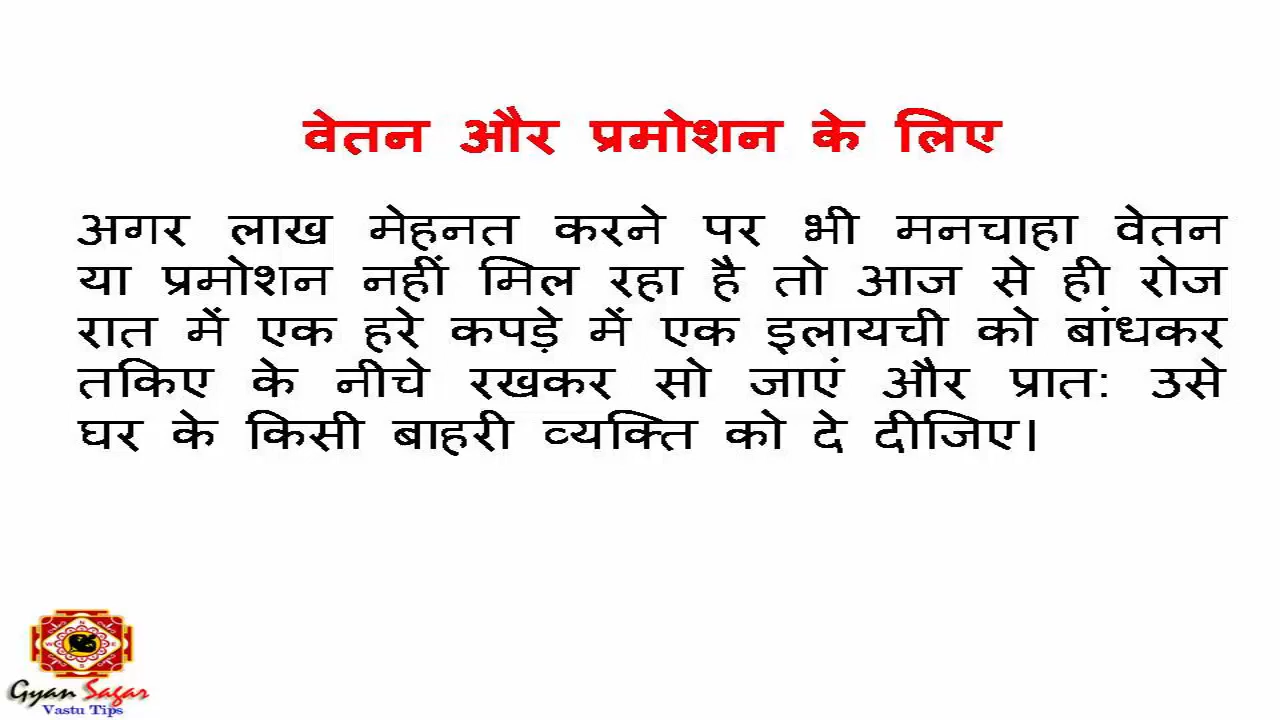 वेतन और प्रमोशन के लिए
अगर लाख मेहनत करने पर भी मनचाहा वेतन
या प्रमोशन नहीं मिल रहा है तो आज से ही रोज
रात में एक हरे कपड़े में एक इलायची को बांधकर
तकिए के नीचे रखकर सो जाएं और प्रात: उसे
घर के किसी बाहरी व्यक्ति को दे दीजिए।
Gyan Sagar
Vastu Tips